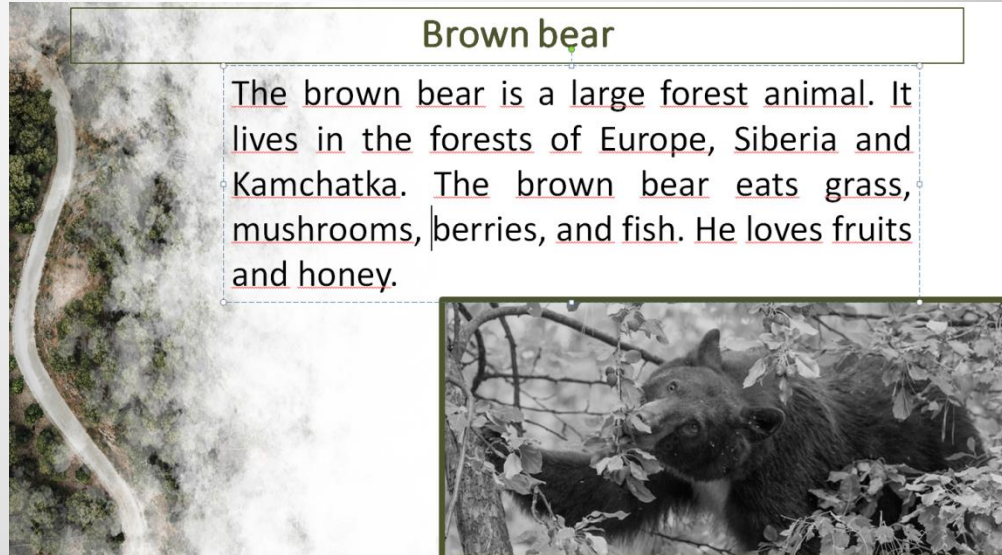 Brown bear
The brown bear is a large forest animal. It
lives in the forests of Europe, Siberia and
Kamchatka. The brown bear eats grass,
mushrooms, berries, and fish. He loves fruits
and honey.